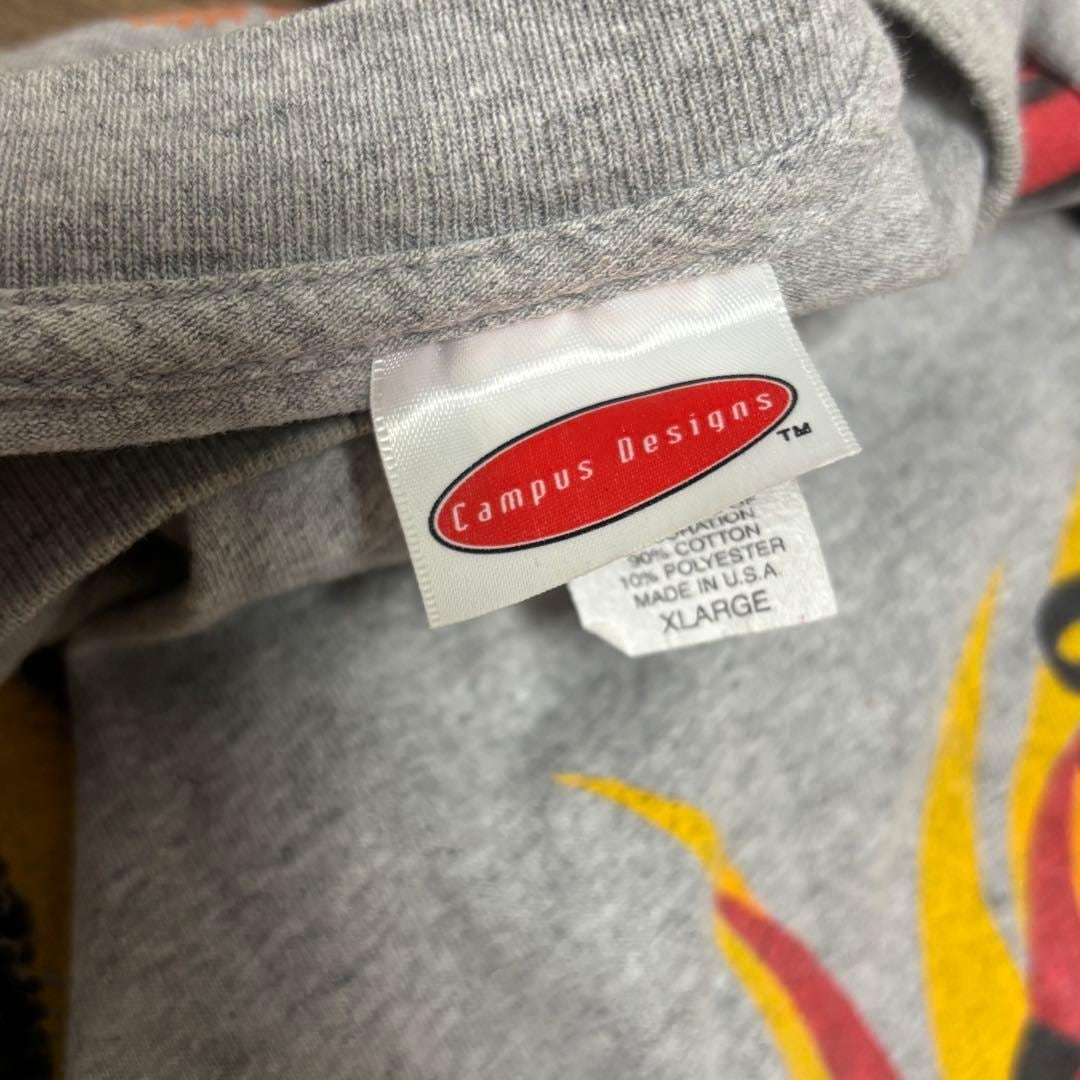 Campus Designs
TM
90% COTTON
10% POLYESTER
MADE IN U.S.A
XLARGE